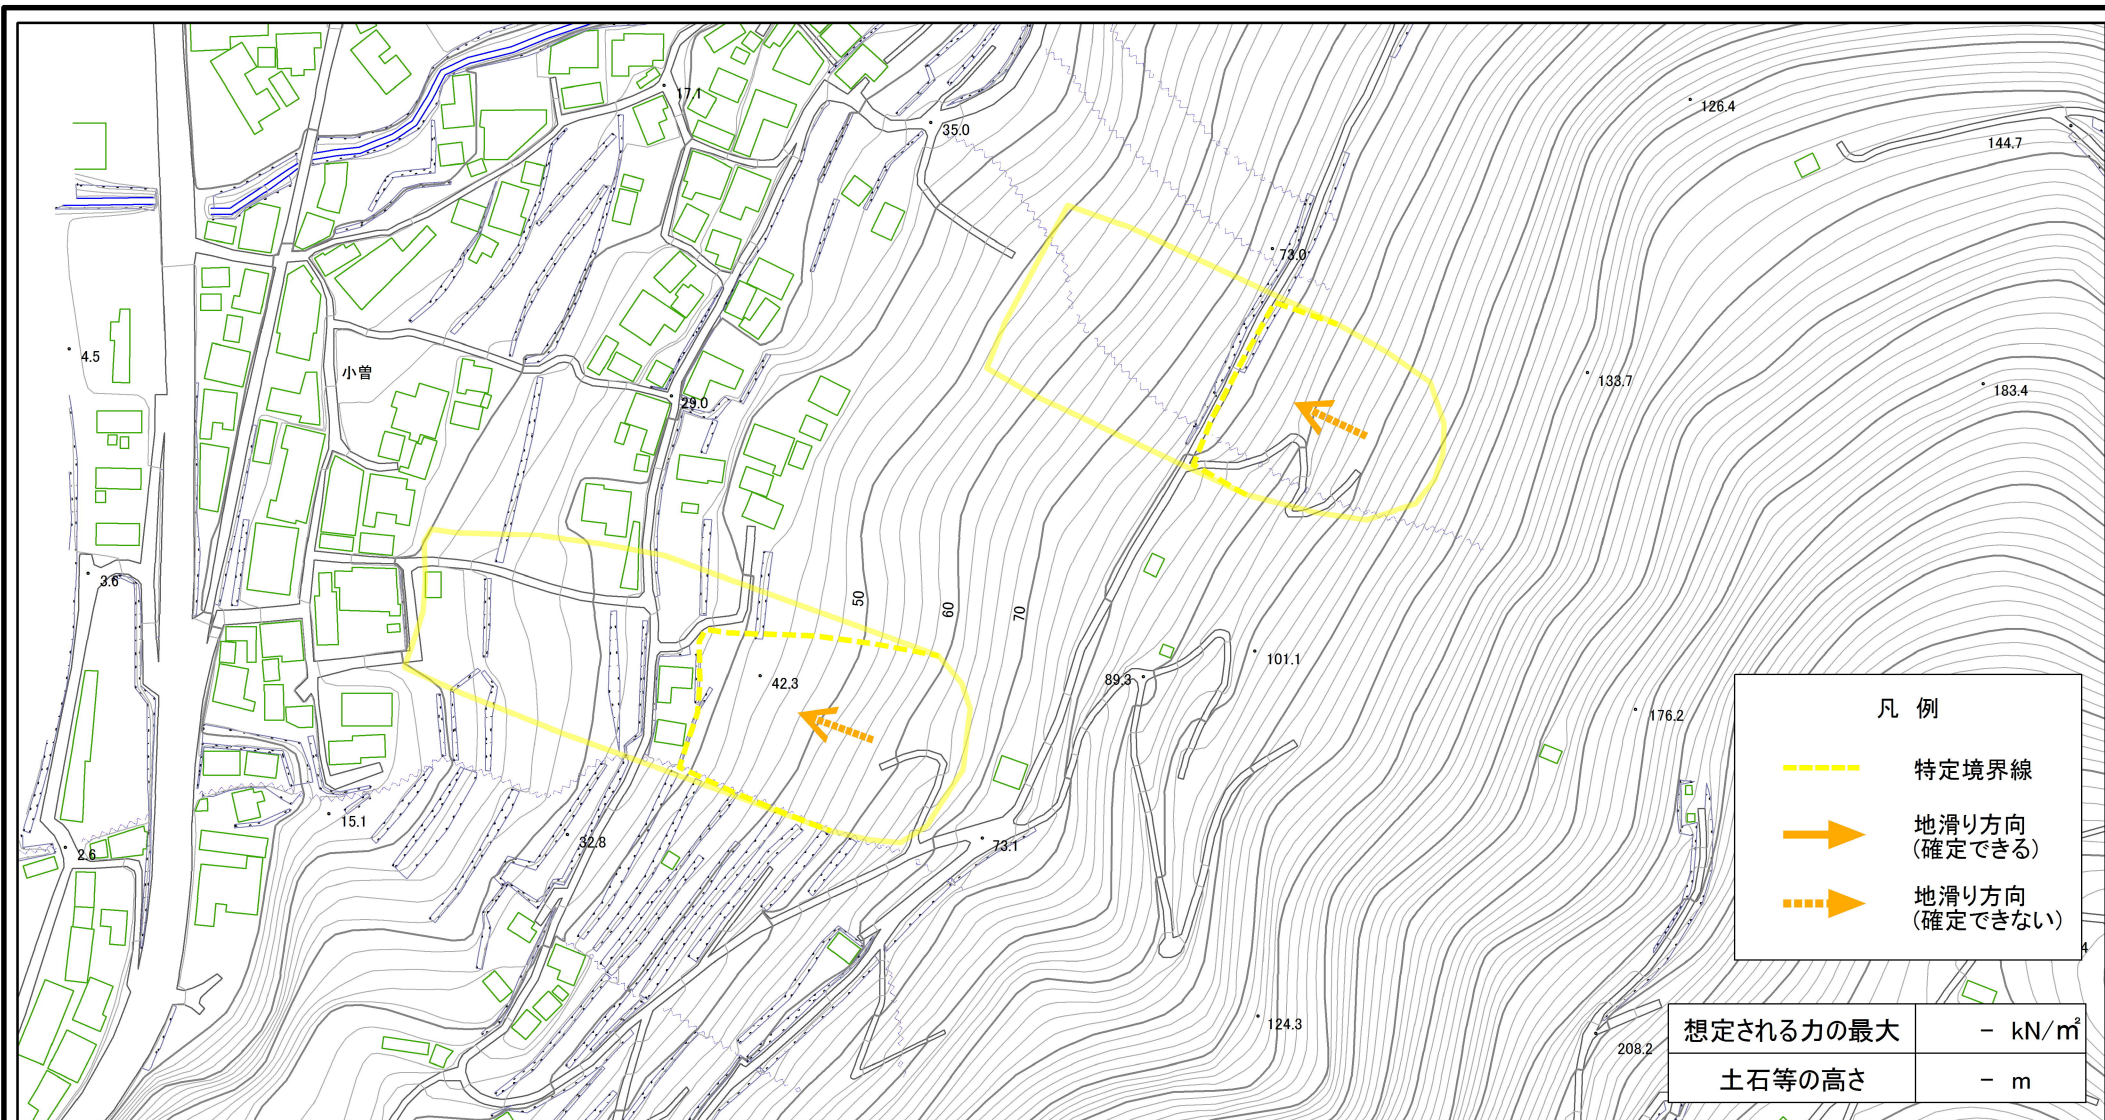 17.1
126.4
35.0
144.7
73.0
4.5
小曽
133.7
183.4
29.0
3.6
50
60
70
101.1
42.3
89.3
176.2
凡 例
特定境界線
地滑り方向
(確定できる)
地滑り方向
(確定できない)
15.1
32.8
73.1
2.6
4
124.3
208.2
想定される力の最大 － kN/㎡
土石等の高さ － m